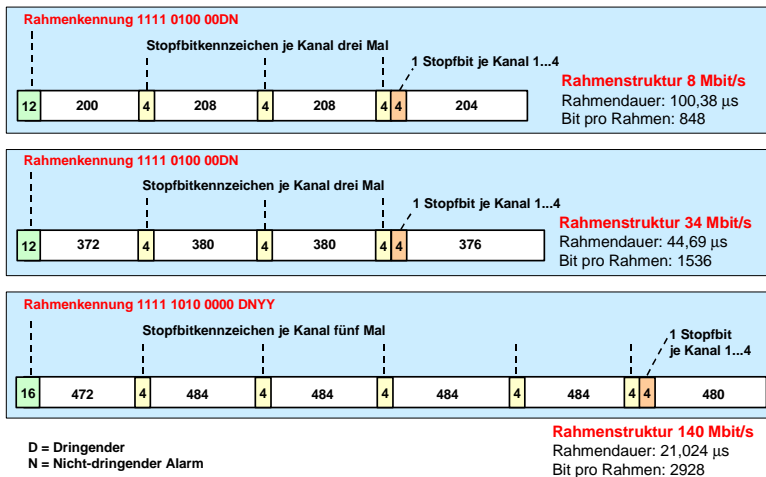 Rahmenkennung 1111 0100 00DN
Stopfbitkennzeichen je Kanal drei Mal
1 Stopfbit je Kanal 1...4
12 200 4 208 4 208 4 4 204
Rahmenstruktur 8 Mbit/s
Rahmendauer: 100,38 μs
Bit pro Rahmen: 848
Rahmenkennung 1111 0100 00DN
Stopfbitkennzeichen je Kanal drei Mal
1 Stopfbit je Kanal 1...4
12 372 4 380 4 380 4 4 376
Rahmenstruktur 34 Mbit/s
Rahmendauer: 44,69 μs
Bit pro Rahmen: 1536
Rahmenkennung 1111 1010 0000 DNYY
Stopfbitkennzeichen je Kanal fünf Mal
1 Stopfbit
je Kanal 1...4
16 472 4 484 4 484 4 484 4 484 4 4 480
Rahmenstruktur 140 Mbit/s
Rahmendauer: 21,024 μs
Bit pro Rahmen: 2928
D = Dringender
N = Nicht-dringender Alarm